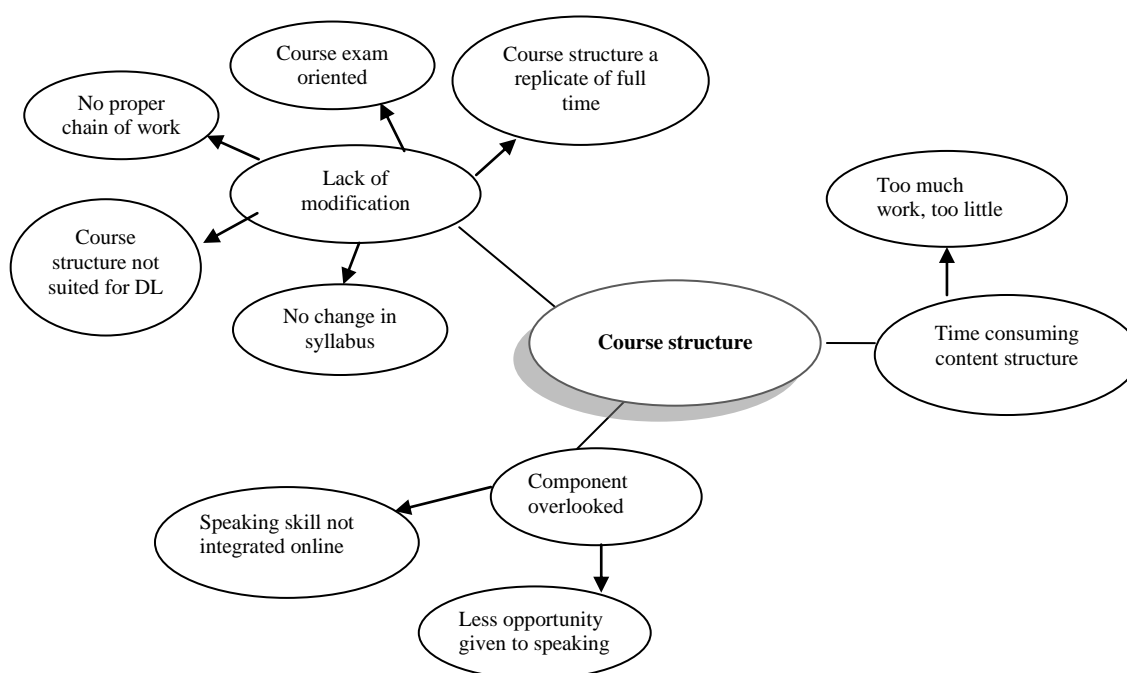 Course exam
oriented
Course structure a
replicate of full
time
No proper
chain of work
Lack of
modification
Too much
work, too little
Course
structure not
suited for DL
No change in
syllabus
Course structure
Time consuming
content structure
Component
overlooked
Speaking skill not
integrated online
Less opportunity
given to speaking